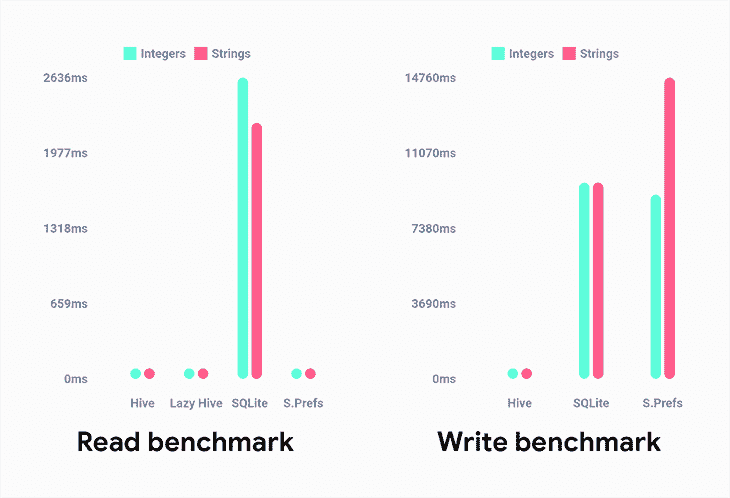 Integers Strings
2636ms
1977ms
1318ms
659ms
0ms
Hive Lazy Hive SQLite S.Prefs
Read benchmark
Integers Strings
14760ms
11070ms
7380ms
3690ms
0ms
Hive SQLite S.Prefs
Write benchmark